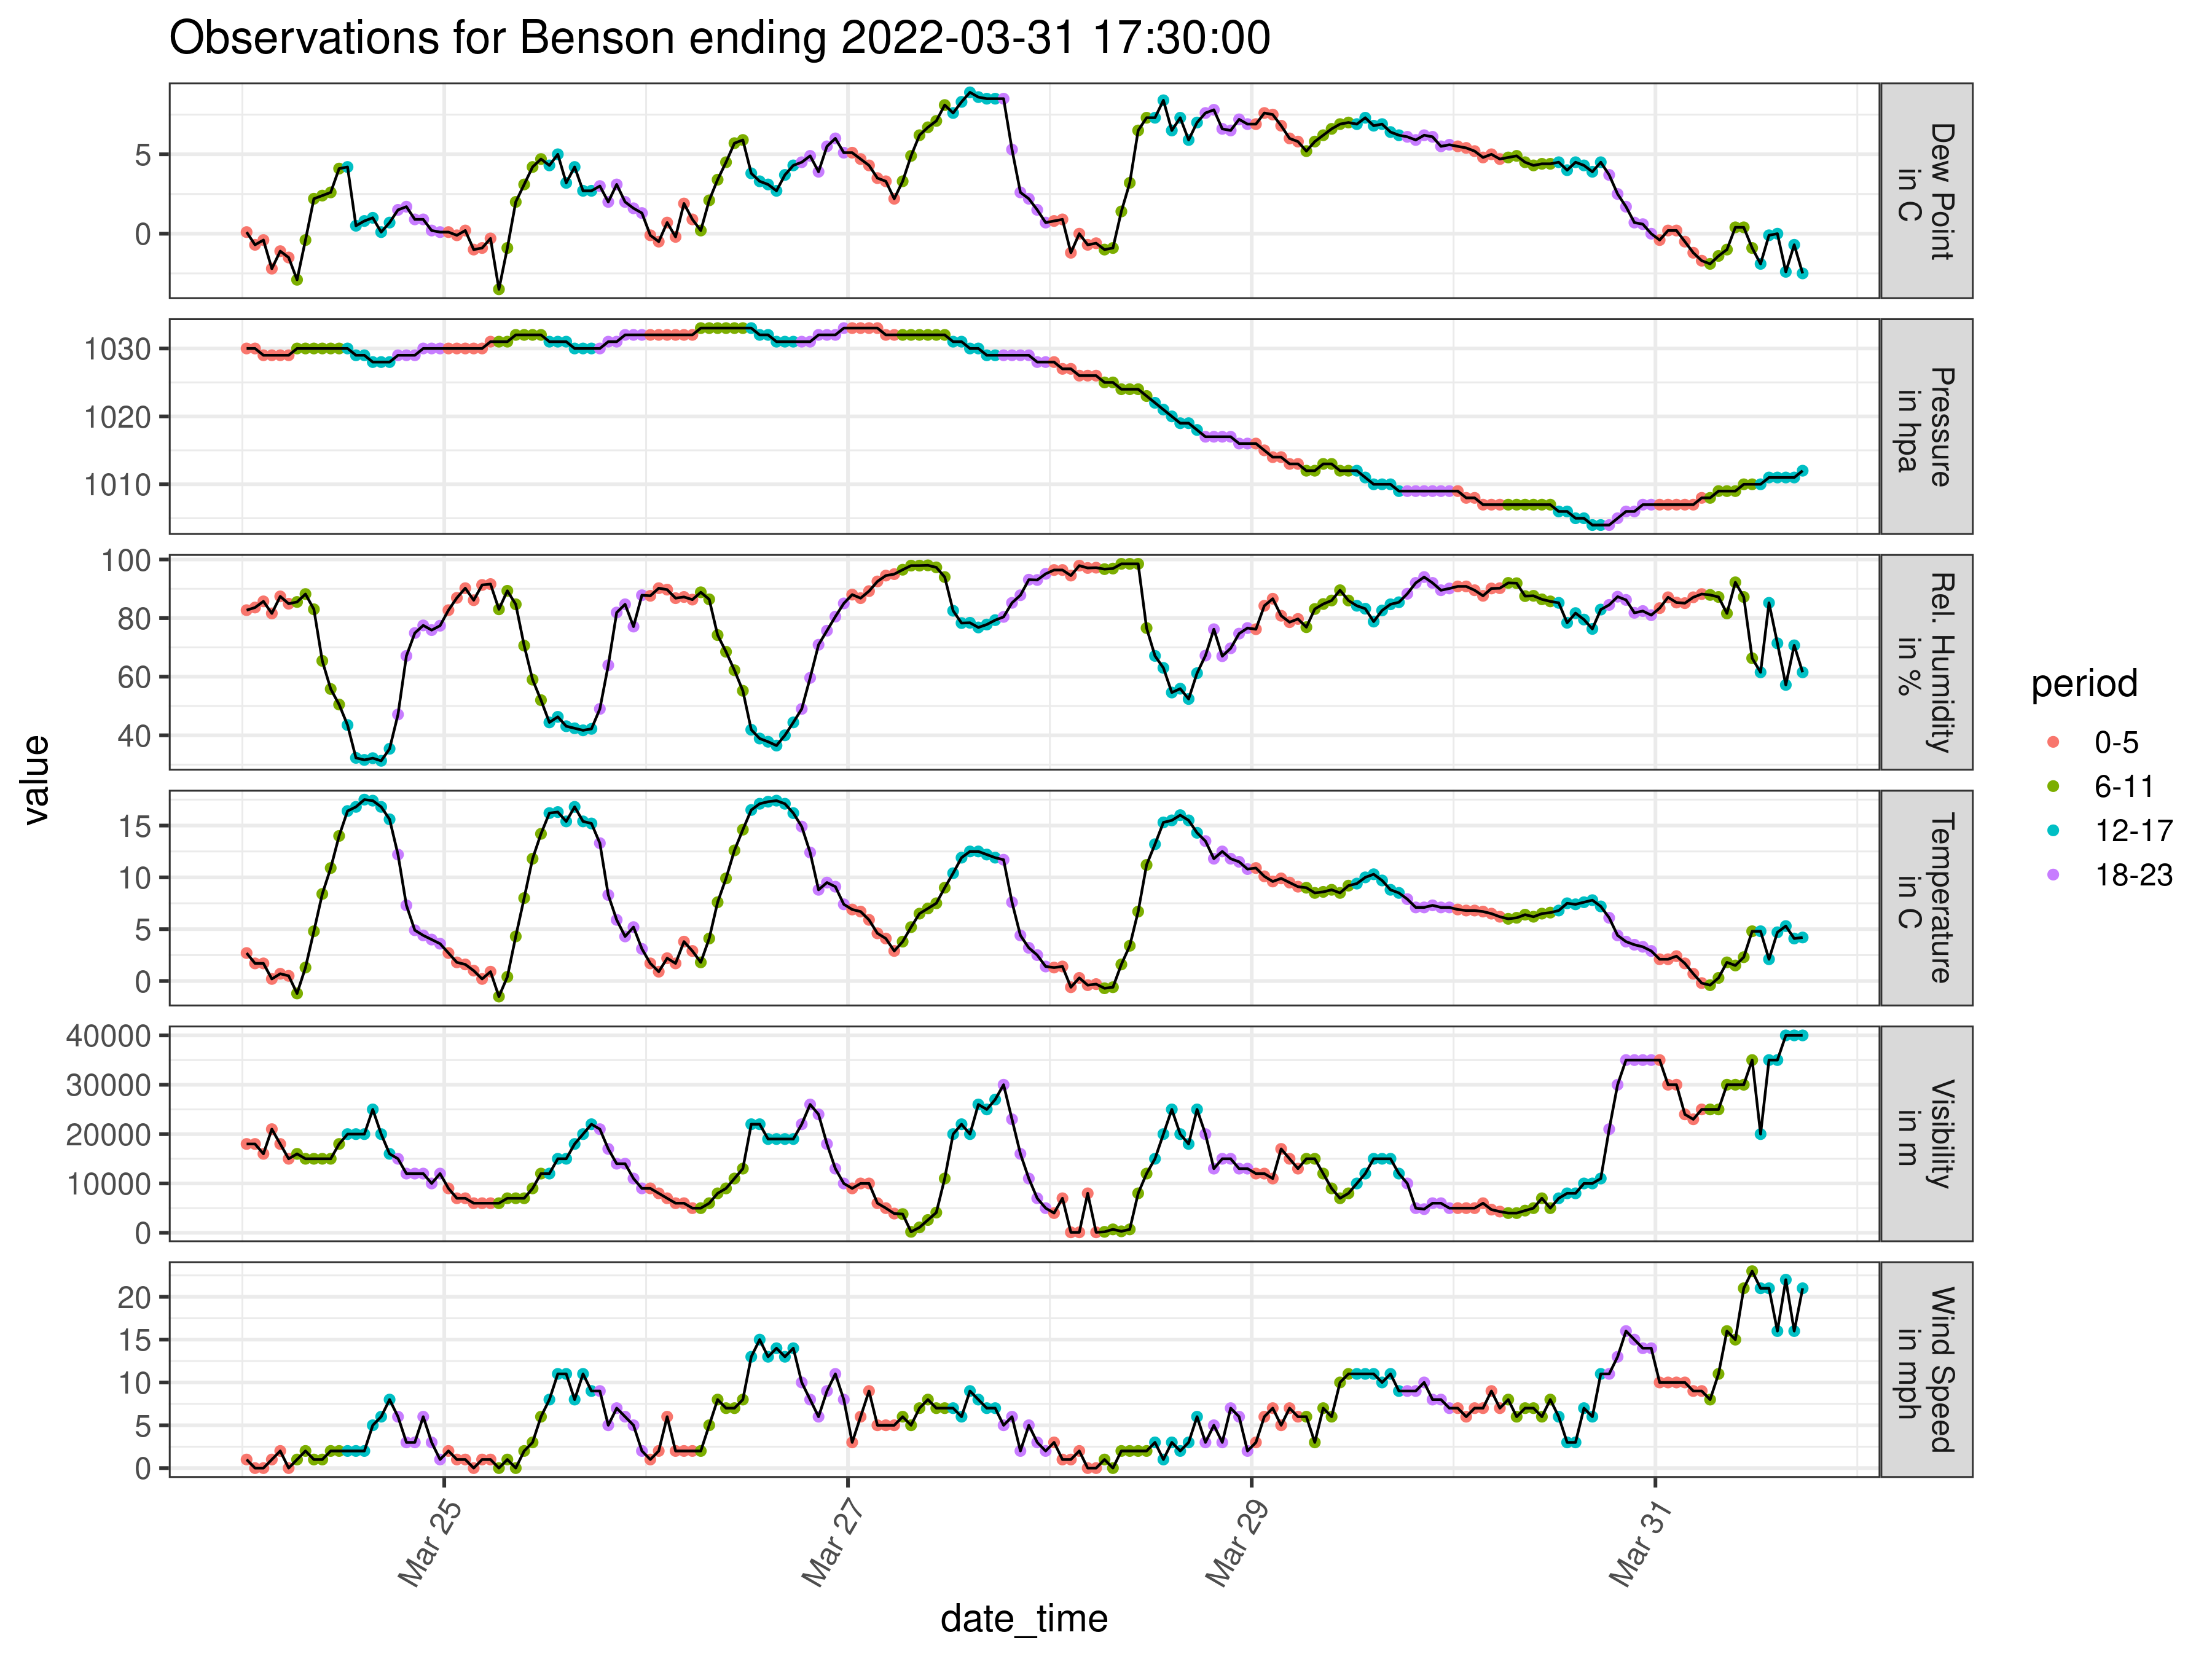 Observations for Benson ending 2022-03-31 17:30:00
value
5
0
Dew Point
in C
1030
1020
1010
Pressure
in hpa
100
80
60
40
Rel. Humidity
in %
15
10
5
0
Temperature
in C
40000
30000
20000
10000
0
Visibility
in m
20
15
10
5
0
Wind Speed
in mph
Mar 25
Mar 27
Mar 29
Mar 31
date_time
period
0-5
6-11
12-17
18-23